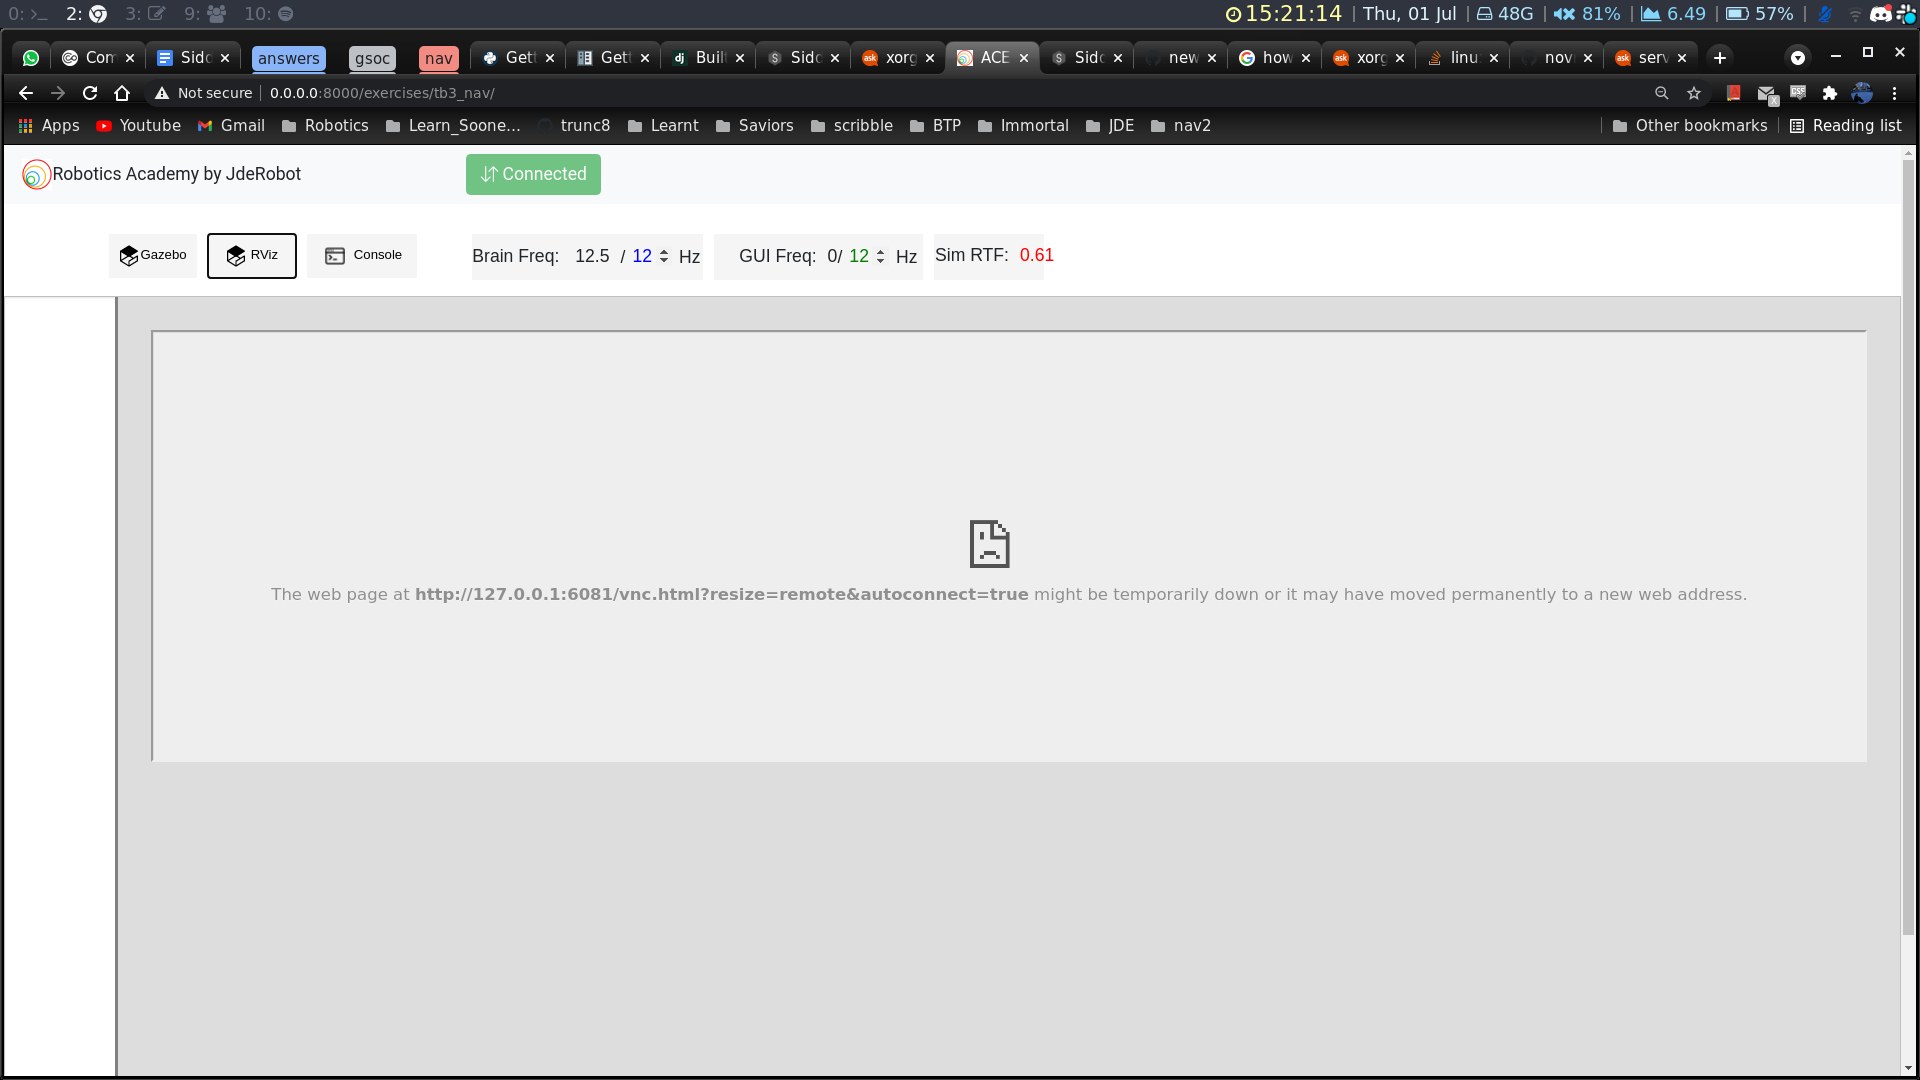 0: 2: 3: 9: 10: 15:21:14 | Thu, 01 Jul | 48G | 81% | 6.49 | 57% |
Com Sido answers gsoc nav Gett Gett Buil Sido xorg ACE Sido new how xorg linu nov serv
Not secure | 0.0.0.0:8000/exercises/tb3_nav/
Apps Youtube Gmail Robotics Learn_Soone... trunc8 Learnt Saviors scribble BTP Immortal JDE nav2 Other bookmarks Reading list
Robotics Academy by JdeRobot Connected
Gazebo RViz Console Brain Freq: 12.5 / 12 Hz GUI Freq: 0/ 12 Hz Sim RTF: 0.61
The web page at http://127.0.0.1:6081/vnc.html?resize=remote&autoconnect=true might be temporarily down or it may have moved permanently to a new web address.